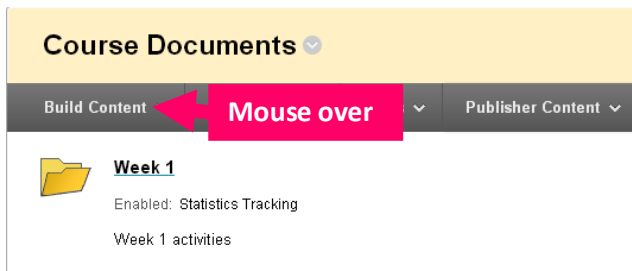 Course Documents
Build Content Mouse over Publisher Content
Week 1
Enabled: Statistics Tracking
Week 1 activities